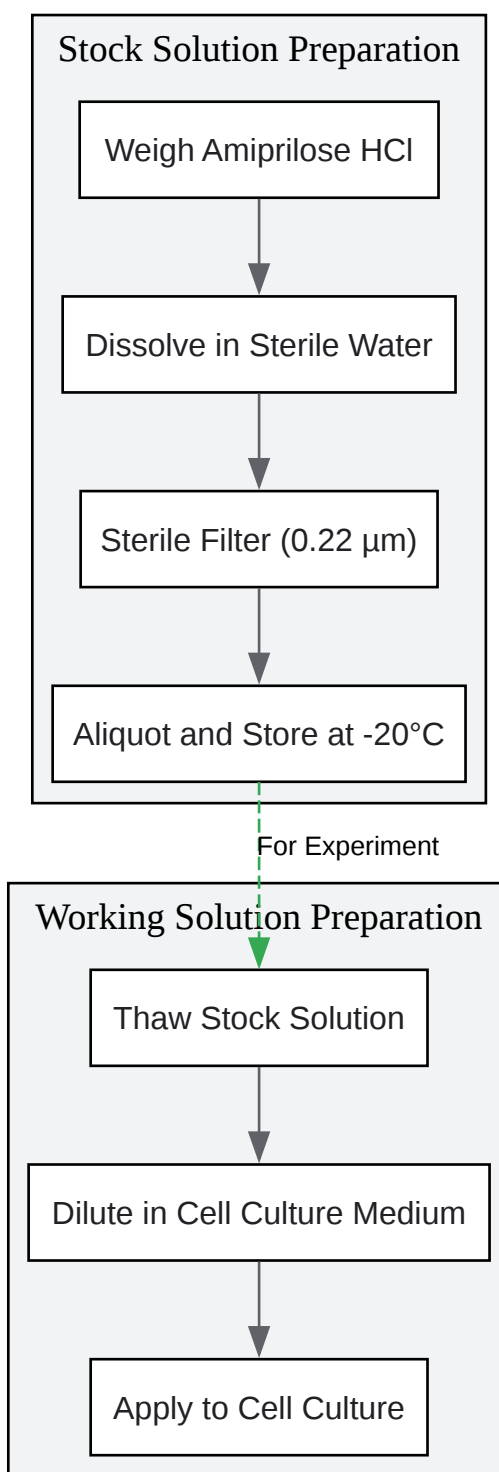 Stock Solution Preparation
Weigh Amiprilose HCl
Dissolve in Sterile Water
Sterile Filter (0.22 µm)
Aliquot and Store at -20°C
For Experiment
Working Solution Preparation
Thaw Stock Solution
Dilute in Cell Culture Medium
Apply to Cell Culture